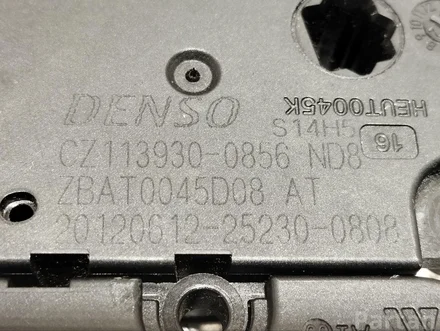 DENSO
S14H5
16
HEUT0045K
CZ113930-0856 ND8
ZBAT0045D08 AT
20120612-25230-0808